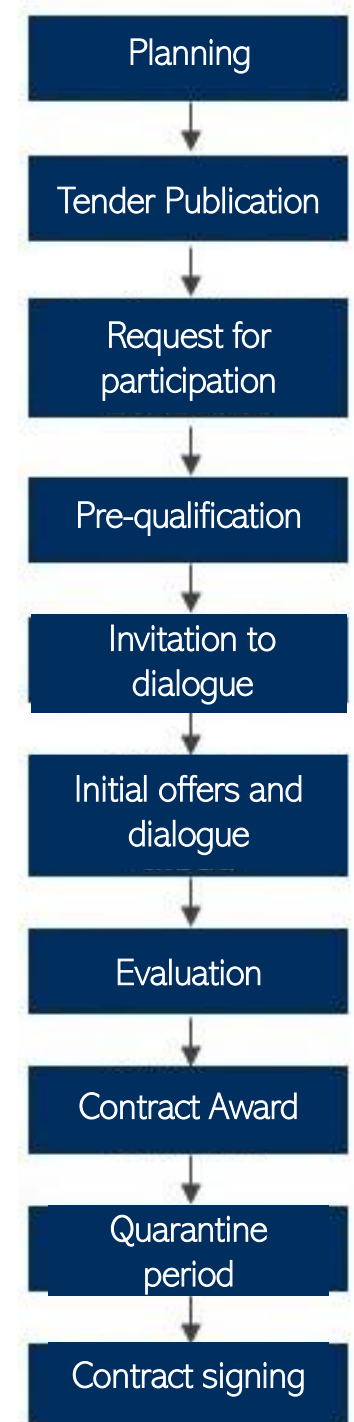 Planning
Tender Publication
Request for
participation
Pre-qualification
Invitation to
dialogue
Initial offers and
dialogue
Evaluation
Contract Award
Quarantine
period
Contract signing